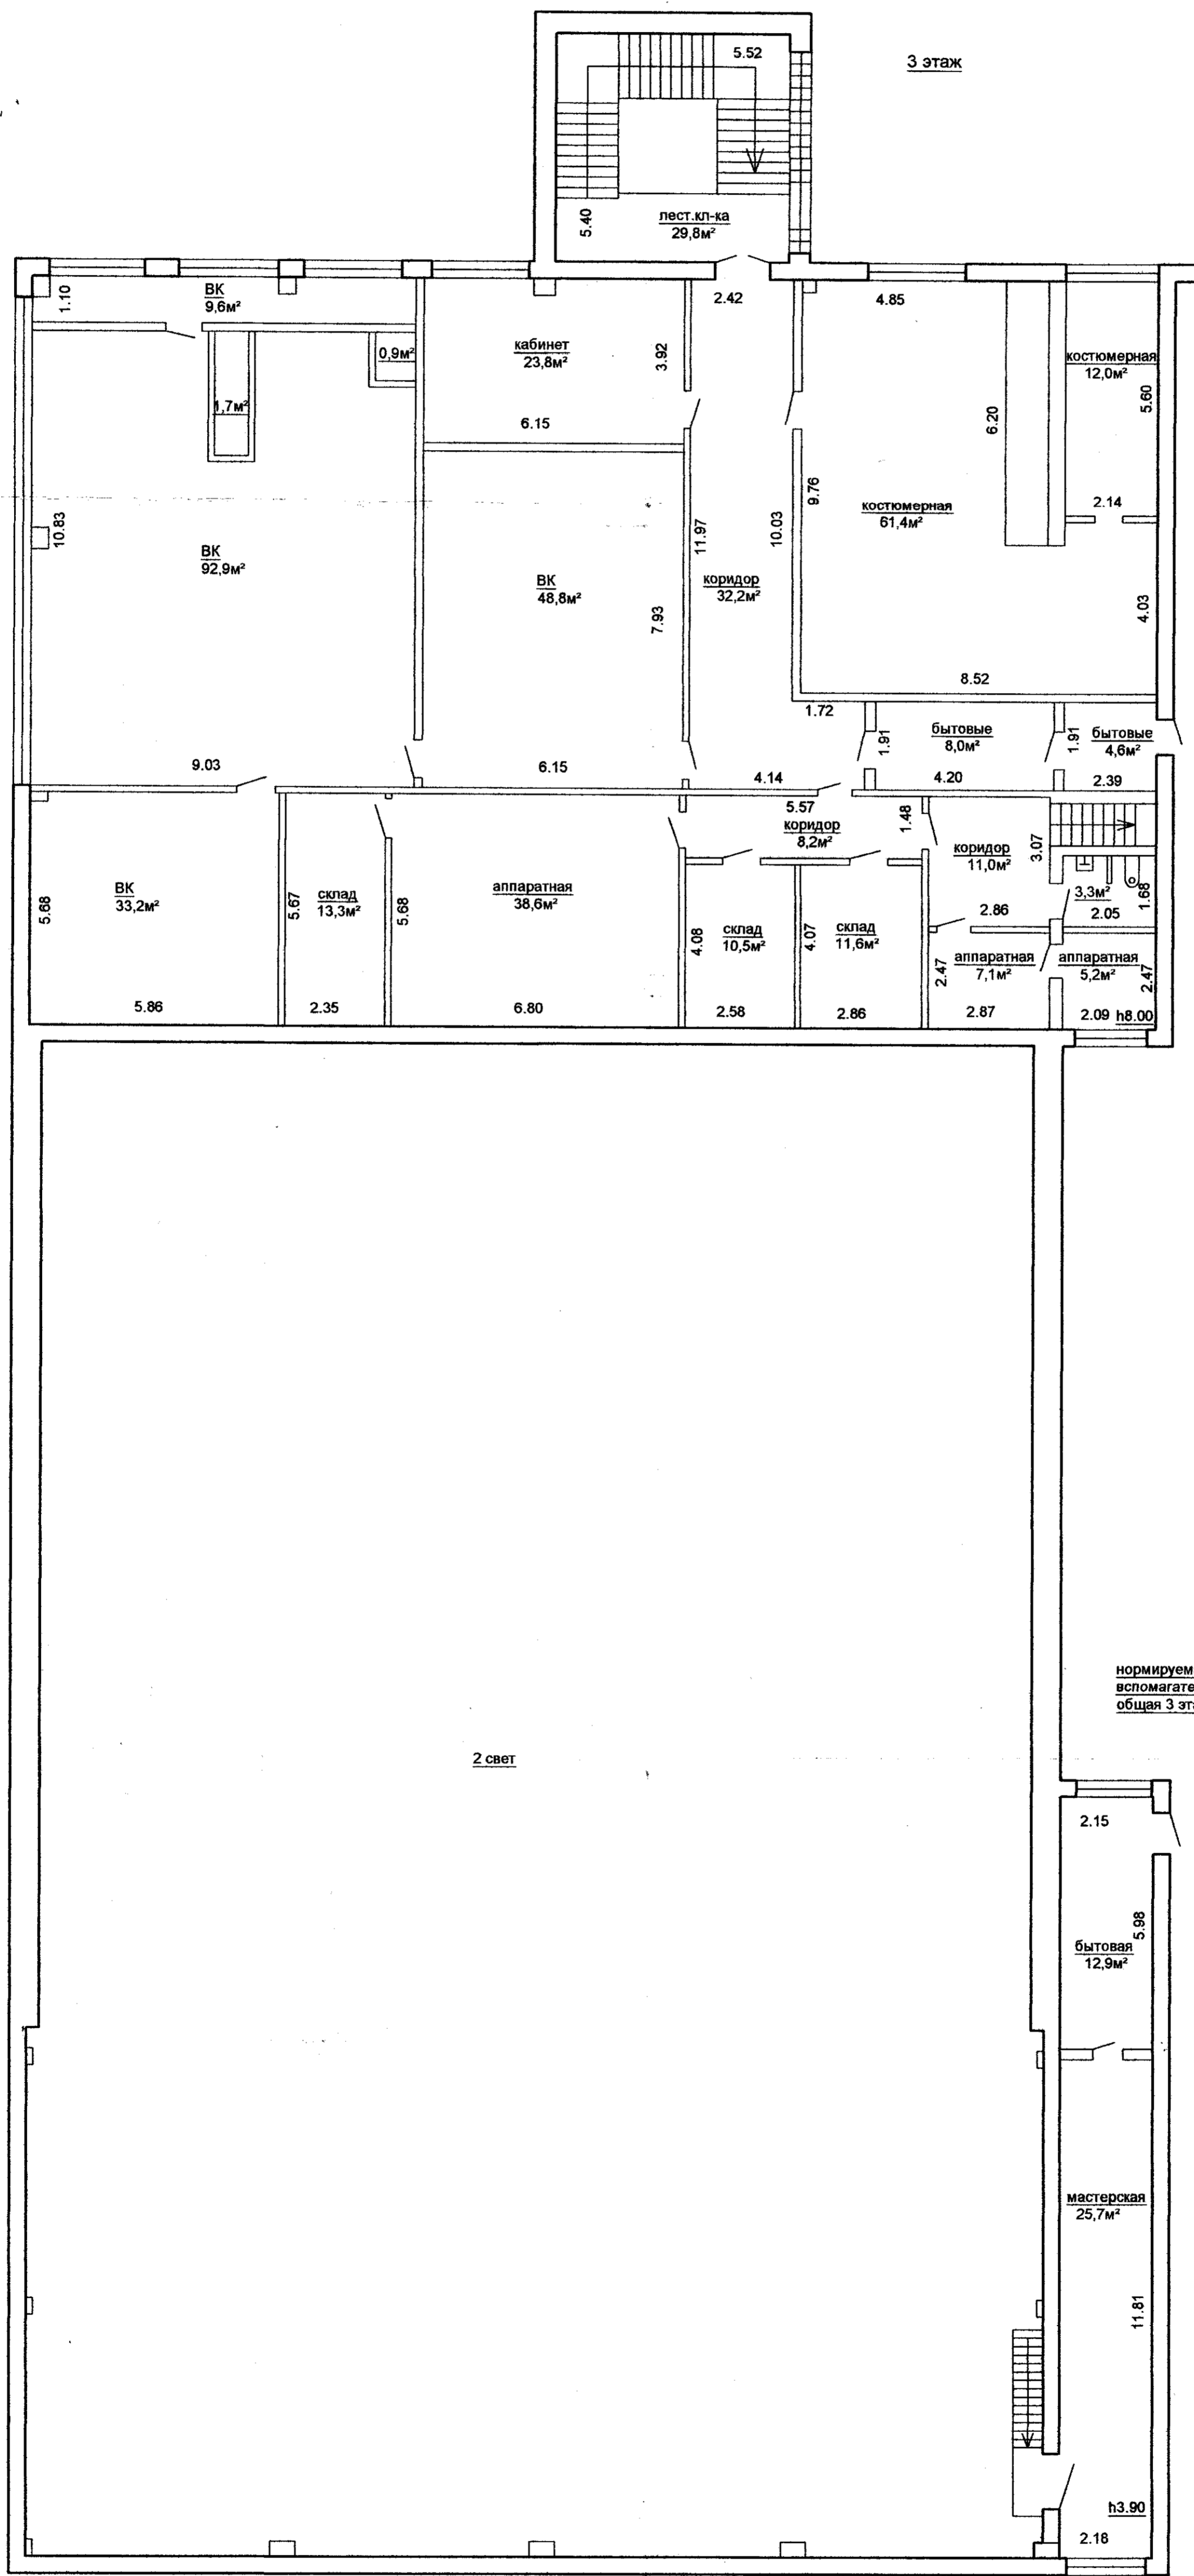 3 этаж
5.52
5.40
лест.кл-ка
29,8м²
1.10
ВК
9,6м²
2.42
4.85
кабинет
23,8м²
3.92
0,9м²
костюмерная
12,0м²
5.60
1,7м²
6.15
6.20
9.76
2.14
костюмерная
61,4м²
10.83
ВК
92,9м²
11.97
10.03
ВК
48,8м²
коридор
32,2м²
7.93
4.03
8.52
1.72
1.91
бытовые
8,0м²
1.91
бытовые
4,6м²
9.03
6.15
4.14
4.20
2.39
5.57
коридор
8,2м²
1.48
коридор
11,0м²
3.07
5.68
ВК
33,2м²
5.67
склад
13,3м²
5.68
аппаратная
38,6м²
3,3м²
1.68
2.86
2.05
4.08
склад
10,5м²
4.07
склад
11,6м²
2.47
аппаратная
7,1м²
аппаратная
5,2м²
2.47
5.86
2.35
6.80
2.58
2.86
2.87
2.09
h8.00
нормируем
вспомагате
общая 3 эта
2 свет
2.15
5.98
бытовая
12,9м²
мастерская
25,7м²
11.81
h3.90
2.18